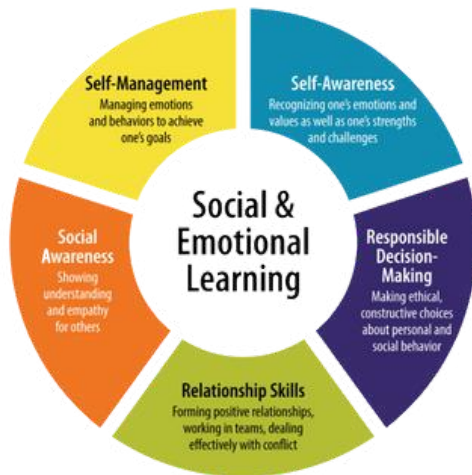 Self-Management
Managing emotions
and behaviors to achieve
one's goals
Self-Awareness
Recognizing one's emotions and
values as well as one's strengths
and challenges
Social &
Emotional
Learning
Social
Awareness
Showing
understanding
and empathy
for others
Responsible
Decision-
Making
Making ethical,
constructive choices
about personal and
social behavior
Relationship Skills
Forming positive relationships,
working in teams, dealing
effectively with conflict